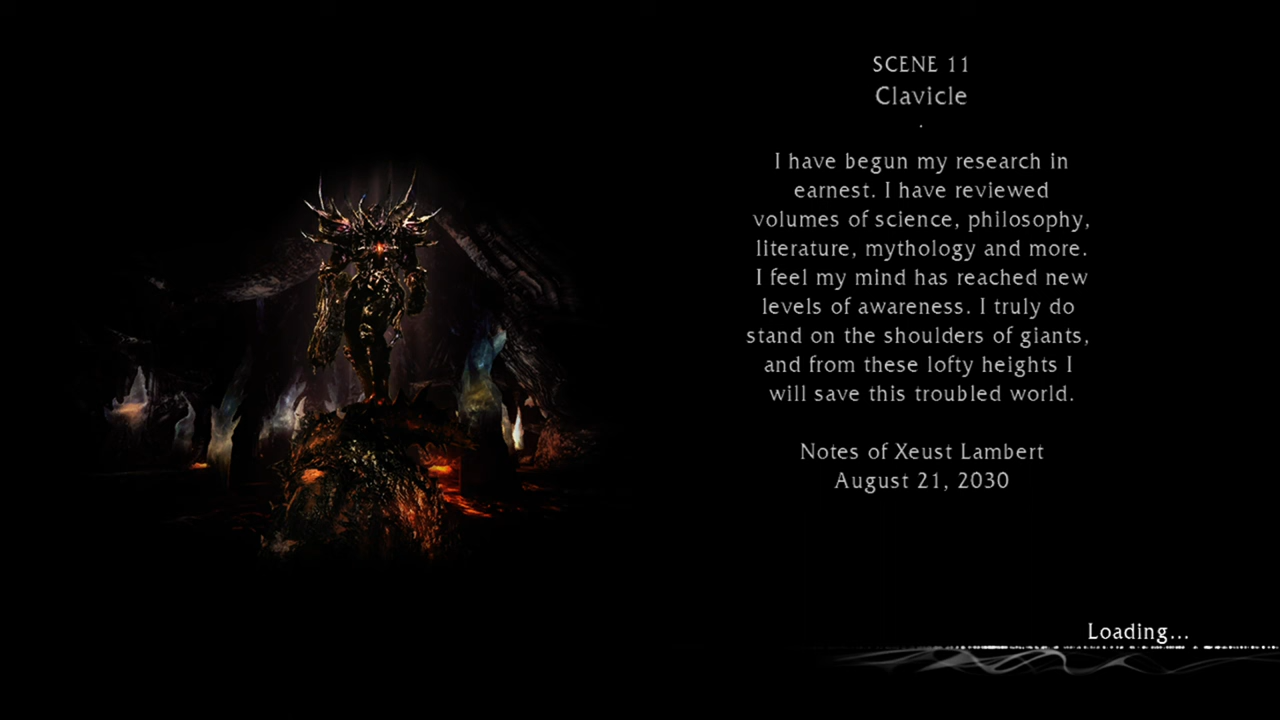 SCENE 11
Clavicle
.
I have begun my research in
earnest. I have reviewed
volumes of science, philosophy,
literature, mythology and more.
I feel my mind has reached new
levels of awareness. I truly do
stand on the shoulders of giants,
and from these lofty heights I
will save this troubled world.
Notes of Xeust Lambert
August 21, 2030
Loading...